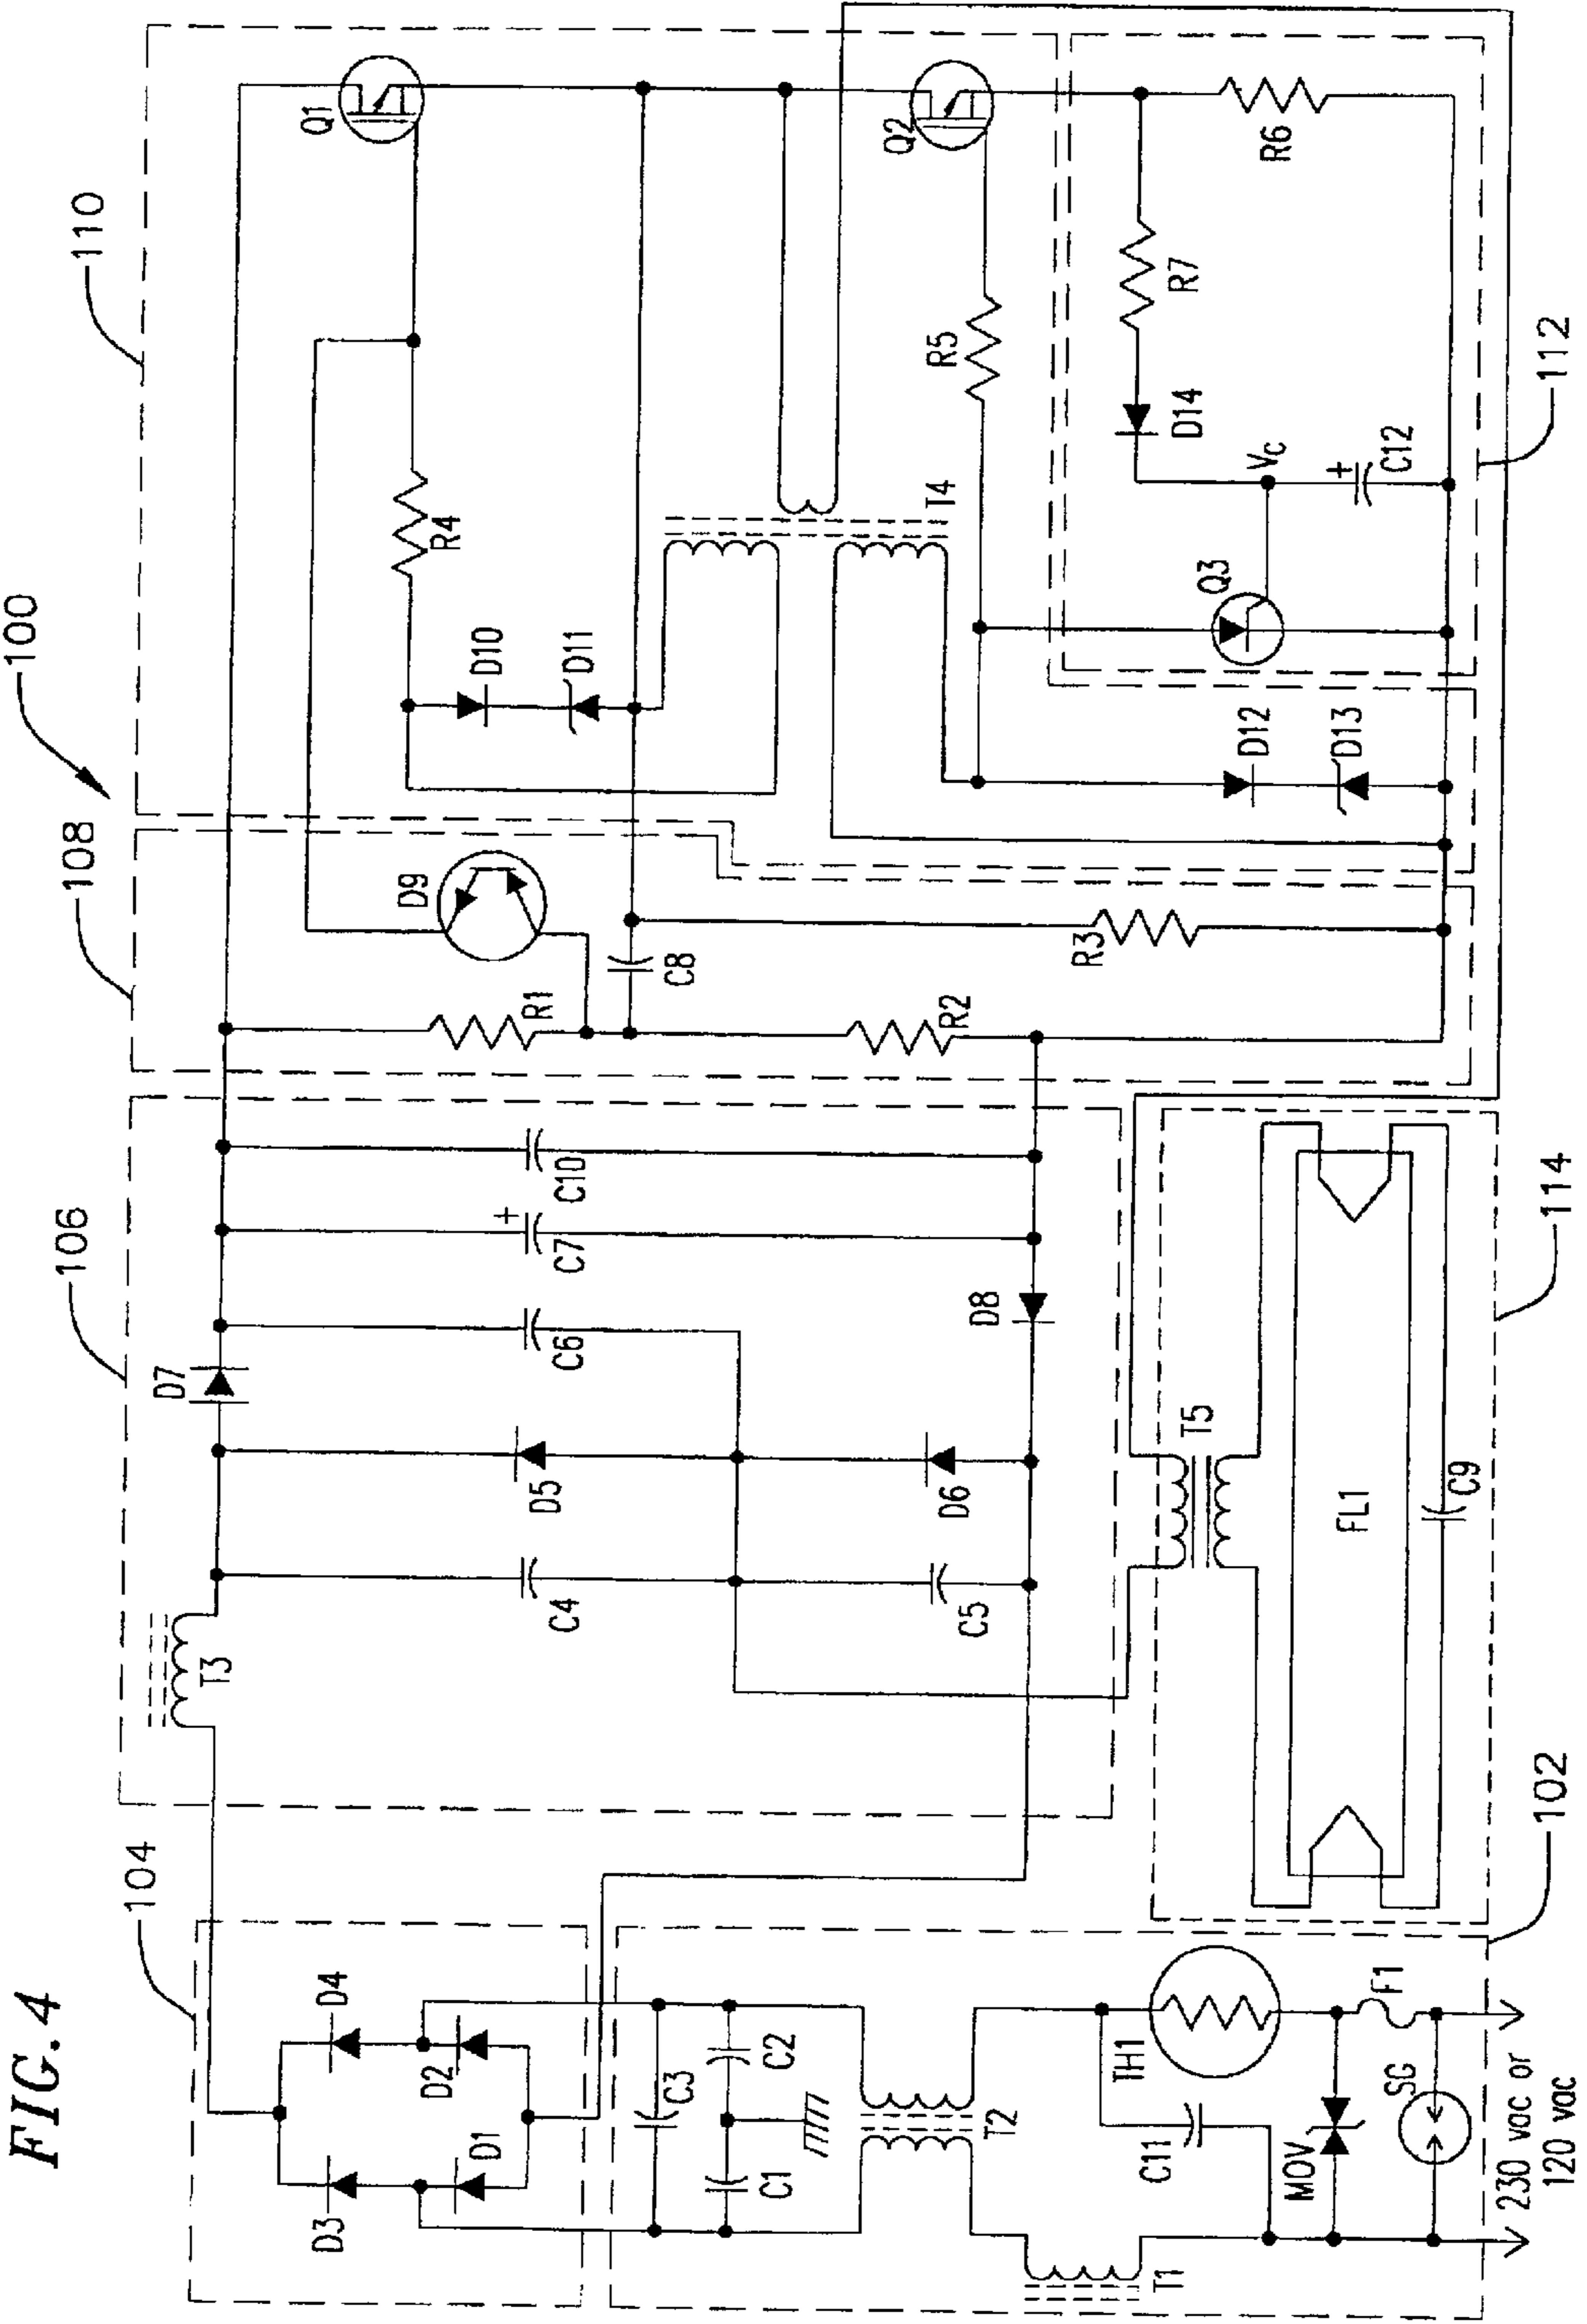 FIG.4
100
104
106
108
110
D3
D4
D1
D2
C3
C1
C2
T2
T1
C11
TH1
MOV
F1
SG
230 vac or
120 vac
102
T3
C4
C5
D5
D6
D7
C6
C7
+
C10
D8
T5
FL1
C9
114
R1
R2
D9
C8
R3
D10
D11
R4
Q1
T4
D12
D13
R5
Q2
Q3
Vc
+
C12
D14
R7
R6
112